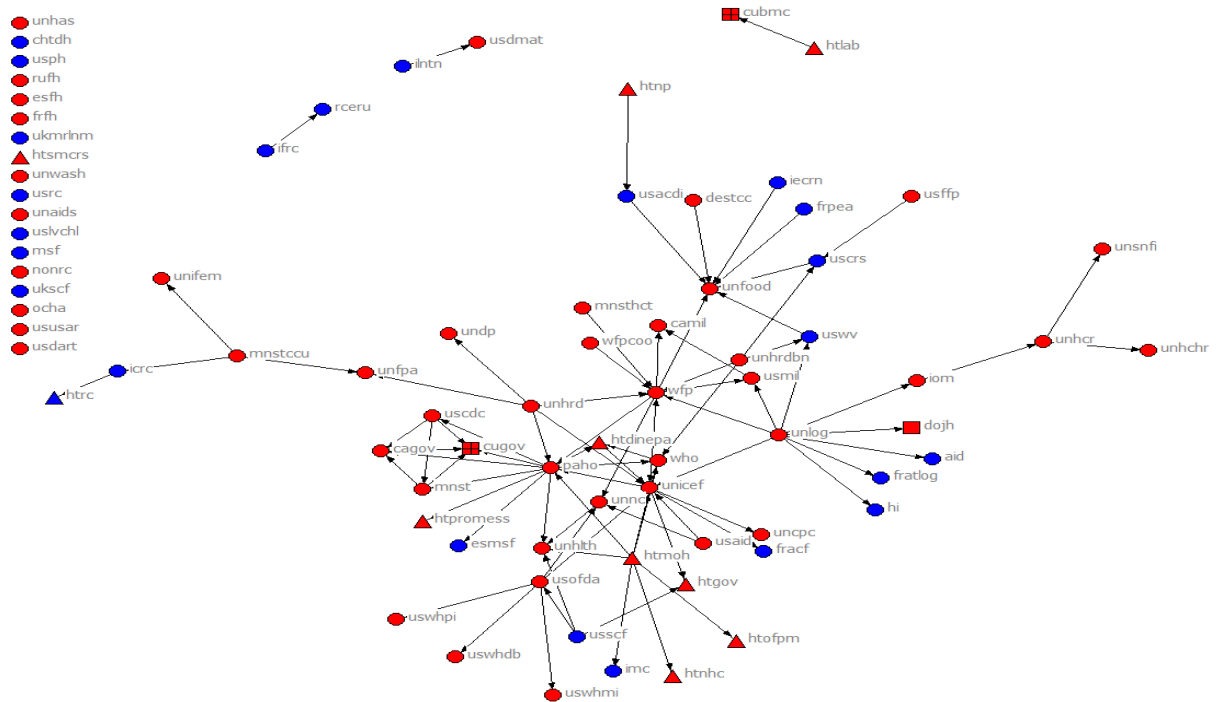 unhas
chtdh
usph
rufh
esfh
frfh
ukmrlnm
htsmcrs
unwash
usrc
unaids
uslvchl
msf
nonrc
ukscf
ocha
ususar
usdart
cubmc
htlab
usdmat
ilntn
htnp
rceru
ifrc
usacdi
destcc
iecrn
frpea
usffp
uscrs
unsnfi
unifem
unfood
mnsthct
camil
undp
wfpcoo
uswv
unhcr
unhchr
mnstccu
unhrdbn
icrc
unfpa
usmil
iom
htrc
wfp
unhrd
uscdc
unlog
dojh
cagov
cugov
htdinepa
who
aid
paho
fratlog
mnst
unicef
unnc
hi
htpromess
uncpc
esmsf
unhlth
usaid
fracf
htmoh
usofda
htgov
uswhpi
usscf
htofpm
uswhdb
imc
htnhc
uswhmi